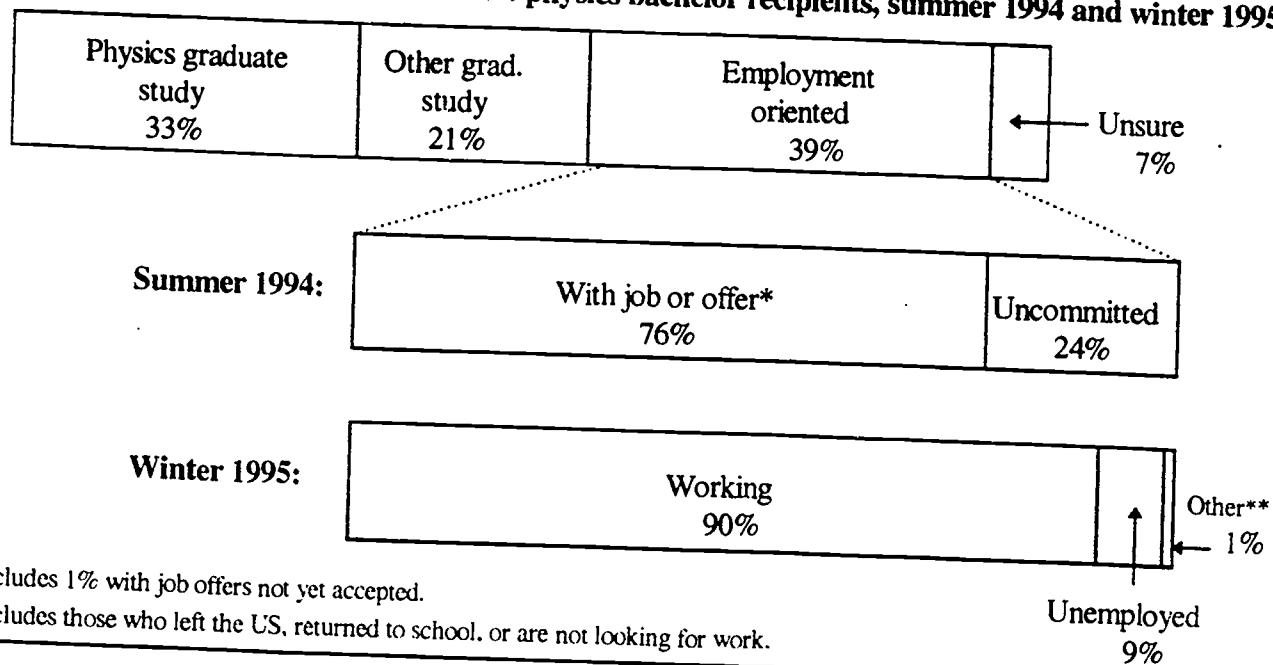 physics bachelor recipients, summer 1994 and winter 1995
Physics graduate
study
33%
Other grad.
study
21%
Employment
oriented
39%
Unsure
7%
Summer 1994:
With job or offer*
76%
Uncommitted
24%
Winter 1995:
Working
90%
Other**
1%
Unemployed
9%
cludes 1% with job offers not yet accepted.
cludes those who left the US, returned to school, or are not looking for work.